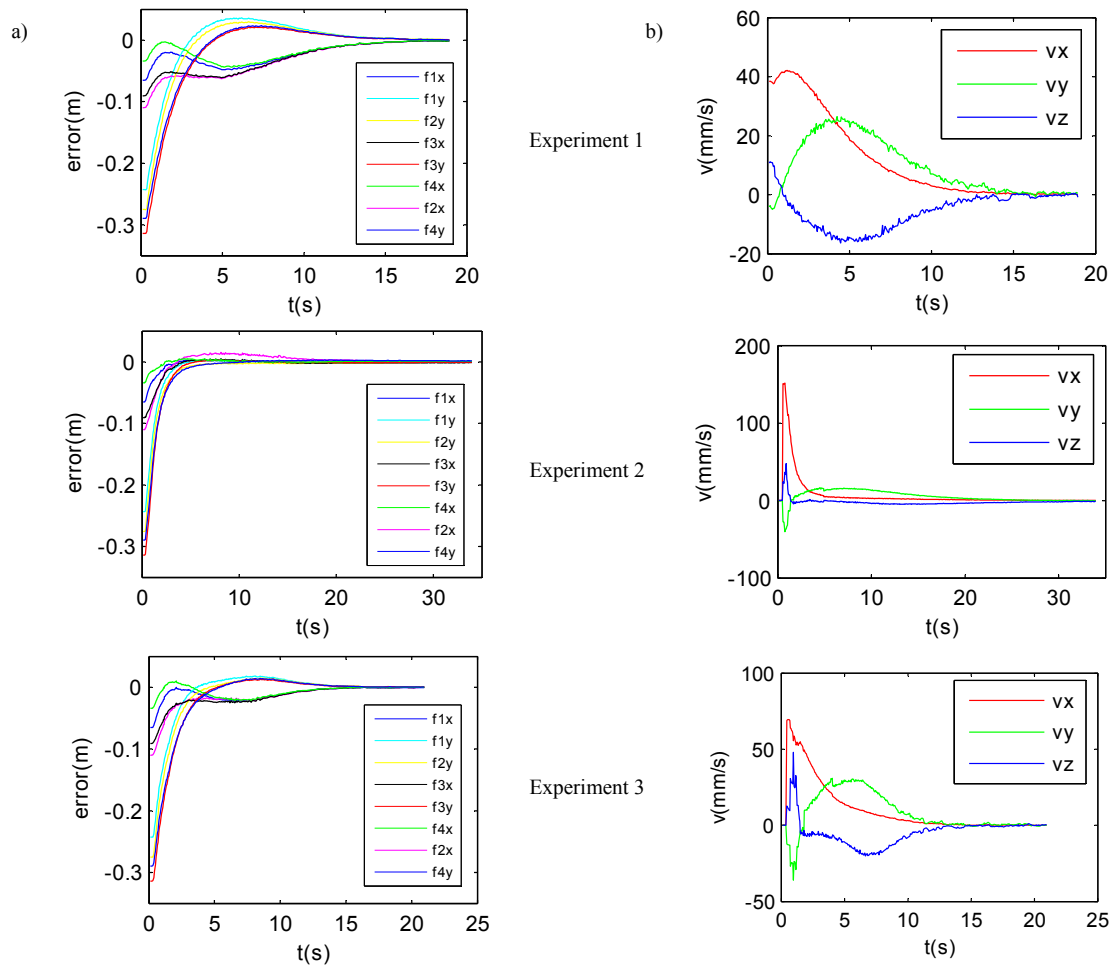 a)
error(m)
0
-0.1
-0.2
-0.3
0 5 10 15 20
t(s)
f1x
f1y
f2y
f3x
f3y
f4x
f2x
f4y
Experiment 1
b)
v(mm/s)
60
40
20
0
-20
0 5 10 15 20
t(s)
vx
vy
vz
error(m)
0
-0.1
-0.2
-0.3
0 10 20 30
t(s)
f1x
f1y
f2y
f3x
f3y
f4x
f2x
f4y
Experiment 2
v(mm/s)
200
100
0
-100
0 10 20 30
t(s)
vx
vy
vz
error(m)
0
-0.1
-0.2
-0.3
0 5 10 15 20 25
t(s)
f1x
f1y
f2y
f3x
f3y
f4x
f2x
f4y
Experiment 3
v(mm/s)
100
50
0
-50
0 5 10 15 20 25
t(s)
vx
vy
vz